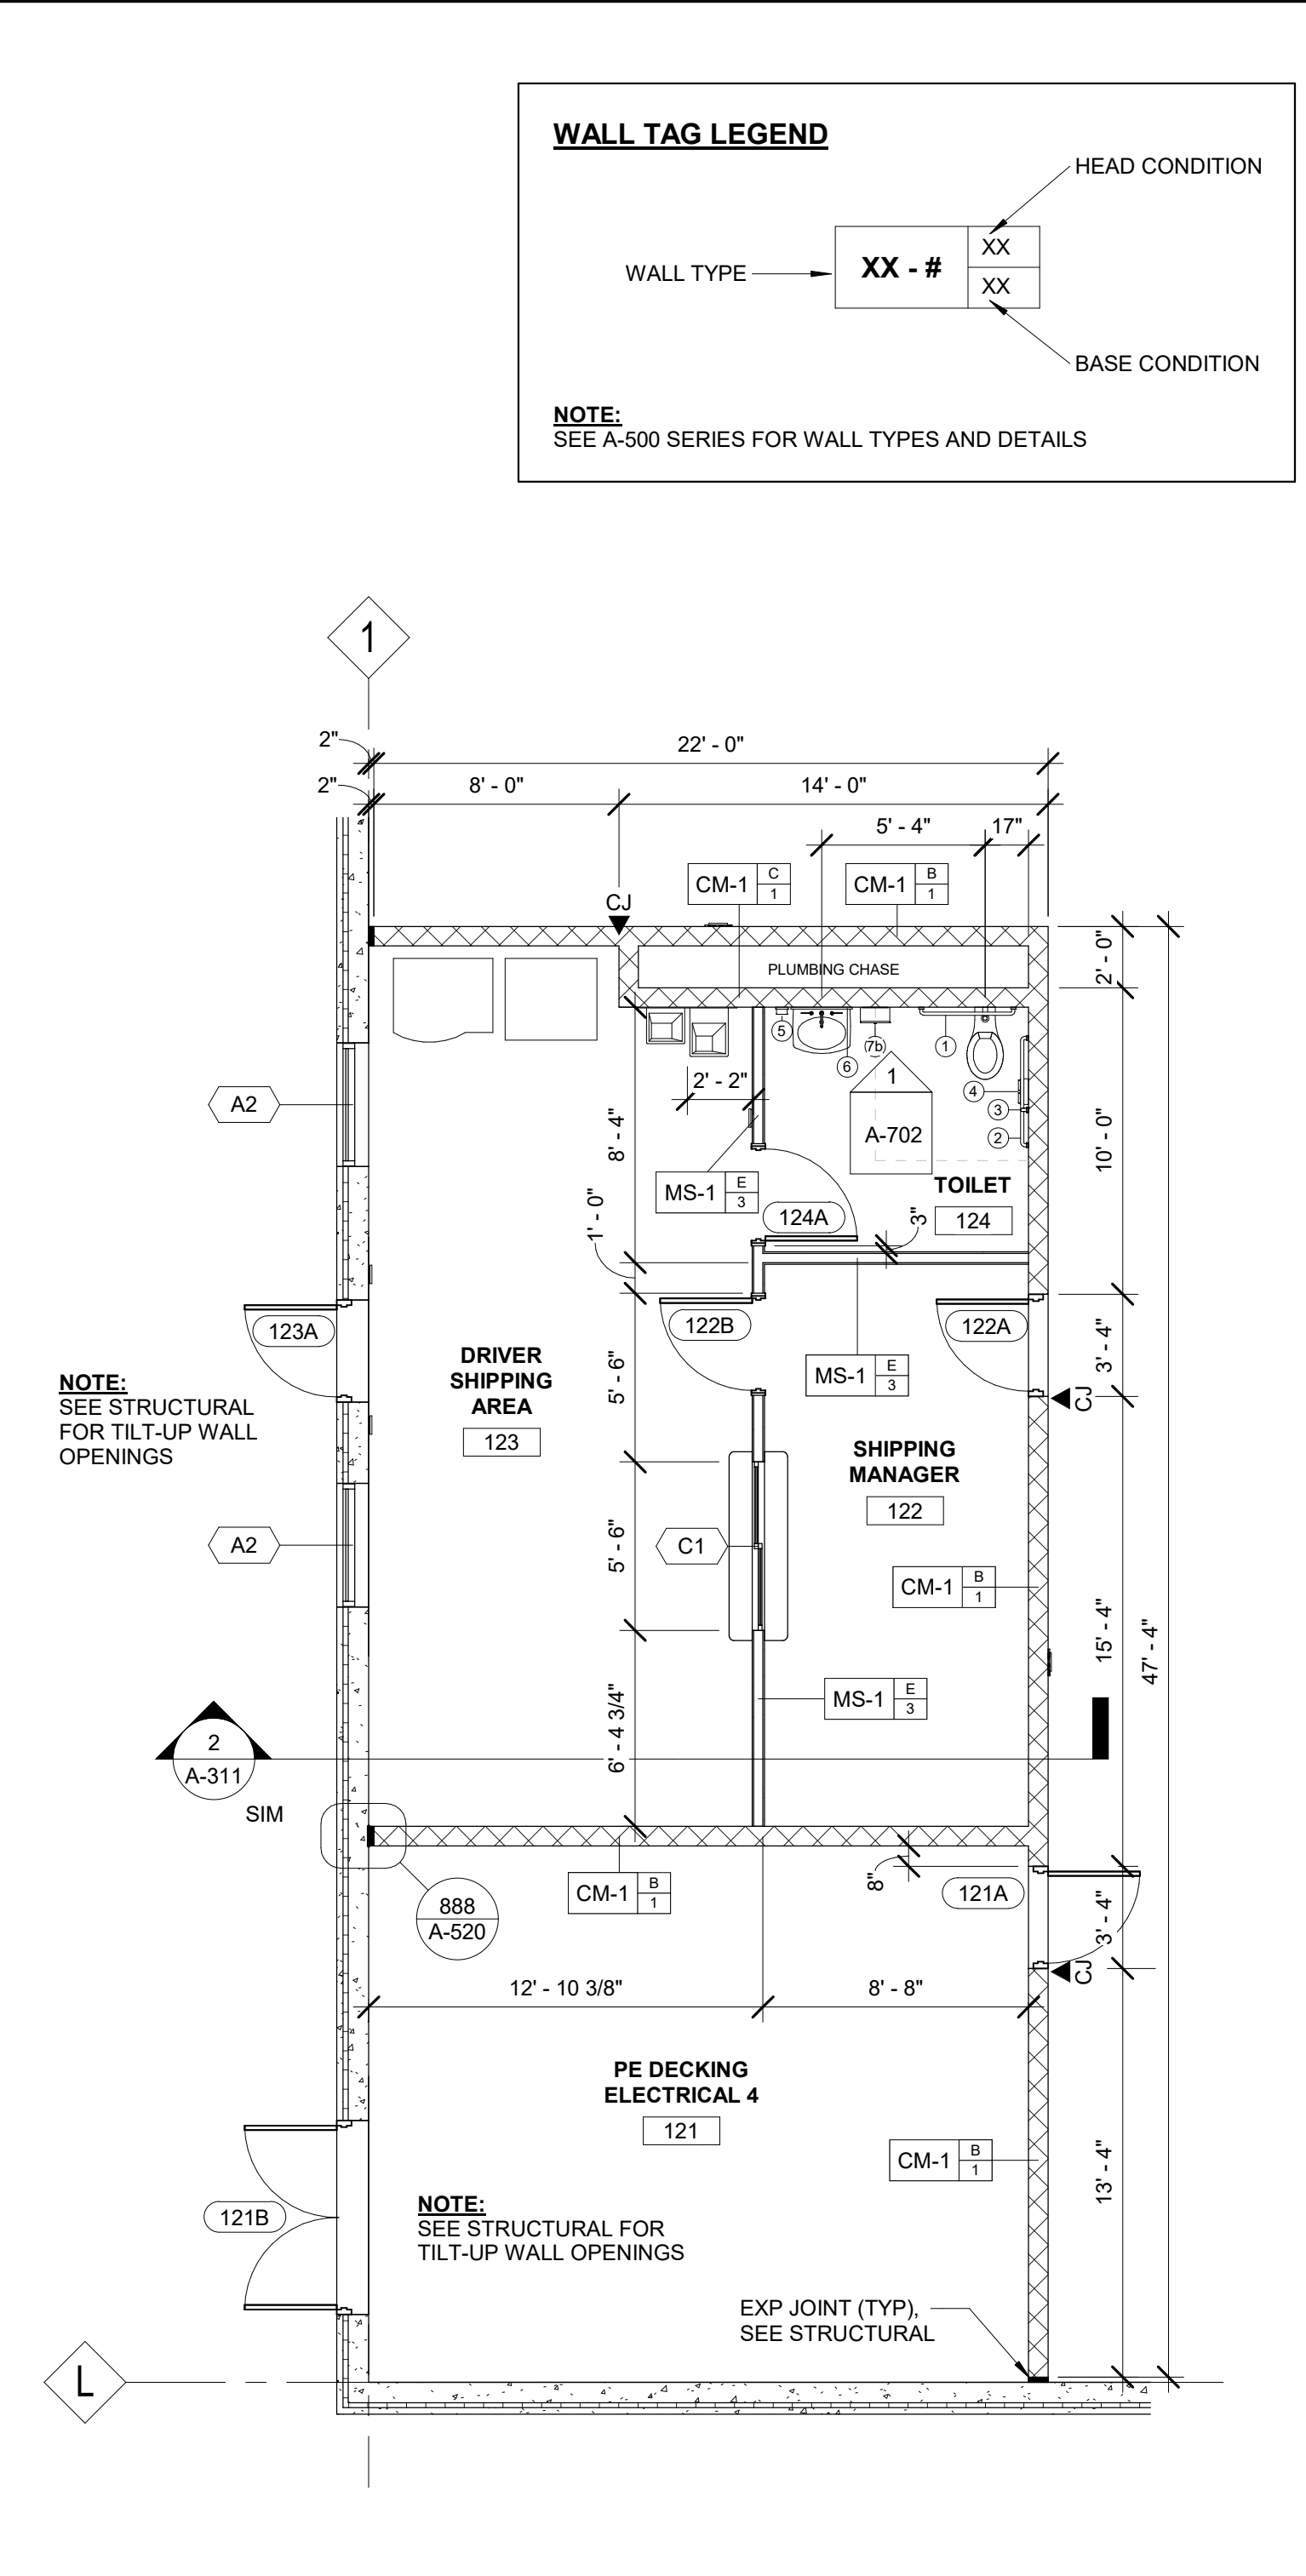 WALL TAG LEGEND
HEAD CONDITION
XX
WALL TYPE
XX - #
XX
BASE CONDITION
NOTE:
SEE A-500 SERIES FOR WALL TYPES AND DETAILS
1
2"
22' - 0"
2"
8' - 0"
14' - 0"
5' - 4"
17"
CM-1
C
1
CM-1
B
1
CJ
2' - 0"
PLUMBING CHASE
5
6
7b
1
4
3
2
2' - 2"
1
A-702
A2
8' - 4"
10' - 0"
MS-1
E
3
TOILET
124
124A
3"
1' - 0"
123A
122B
122A
3' - 4"
DRIVER
SHIPPING
AREA
123
5' - 6"
MS-1
E
3
CJ
NOTE:
SEE STRUCTURAL
FOR TILT-UP WALL
OPENINGS
SHIPPING
MANAGER
122
A2
C1
5' - 6"
CM-1
B
1
15' - 4"
47' - 4"
MS-1
E
3
6' - 4 3/4"
2
A-311
SIM
CM-1
B
1
8"
121A
888
A-520
3' - 4"
CJ
12' - 10 3/8"
8' - 8"
PE DECKING
ELECTRICAL 4
121
CM-1
B
1
13' - 4"
121B
NOTE:
SEE STRUCTURAL FOR
TILT-UP WALL OPENINGS
EXP JOINT (TYP),
SEE STRUCTURAL
L